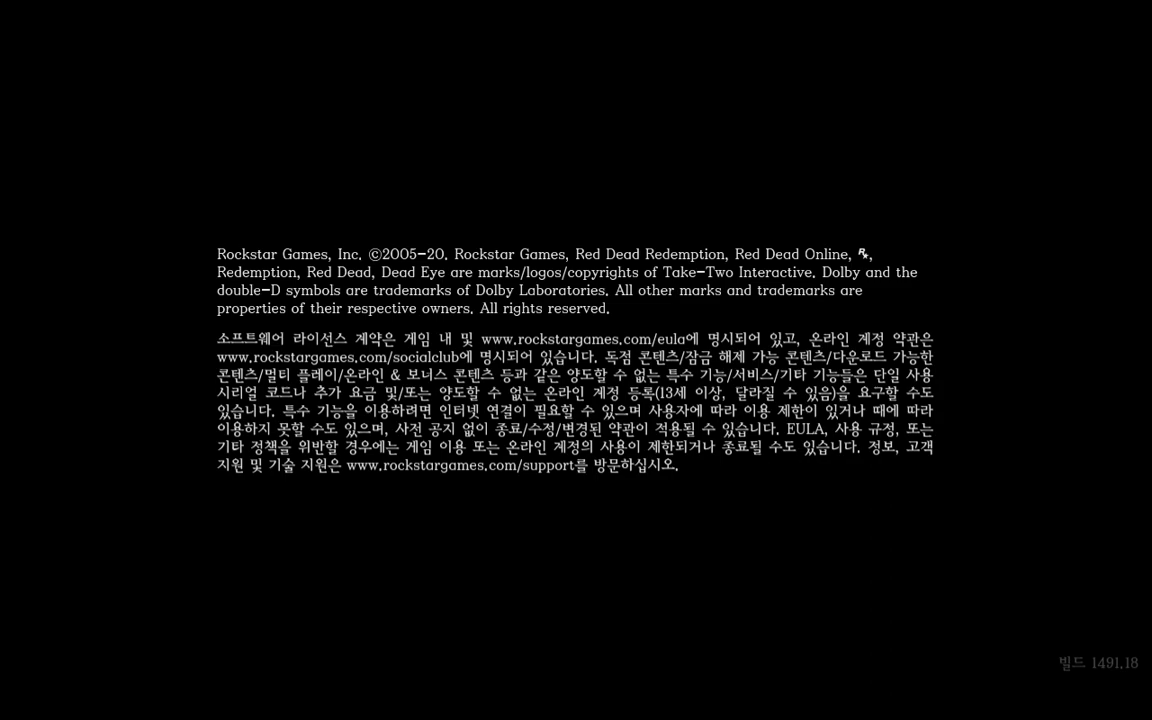 Rockstar Games, Inc. ©2005-20. Rockstar Games, Red Dead Redemption, Red Dead Online, R*,
Redemption, Red Dead, Dead Eye are marks/logos/copyrights of Take-Two Interactive. Dolby and the
double-D symbols are trademarks of Dolby Laboratories. All other marks and trademarks are
properties of their respective owners. All rights reserved.
소프트웨어 라이선스 계약은 게임 내 및 www.rockstargames.com/eula에 명시되어 있고, 온라인 계정 약관은
www.rockstargames.com/socialclub에 명시되어 있습니다. 독점 콘텐츠/잠금 해제 가능 콘텐츠/다운로드 가능한
콘텐츠/멀티 플레이/온라인 & 보너스 콘텐츠 등과 같은 양도할 수 없는 특수 기능/서비스/기타 기능들은 단일 사용
시리얼 코드나 추가 요금 및/또는 양도할 수 없는 온라인 계정 등록(13세 이상, 달라질 수 있음)을 요구할 수도
있습니다. 특수 기능을 이용하려면 인터넷 연결이 필요할 수 있으며 사용자에 따라 이용 제한이 있거나 때에 따라
이용하지 못할 수도 있으며, 사전 공지 없이 종료/수정/변경된 약관이 적용될 수 있습니다. EULA, 사용 규정, 또는
기타 정책을 위반할 경우에는 게임 이용 또는 온라인 계정의 사용이 제한되거나 종료될 수도 있습니다. 정보, 고객
지원 및 기술 지원은 www.rockstargames.com/support를 방문하십시오.
빌드 1491.18